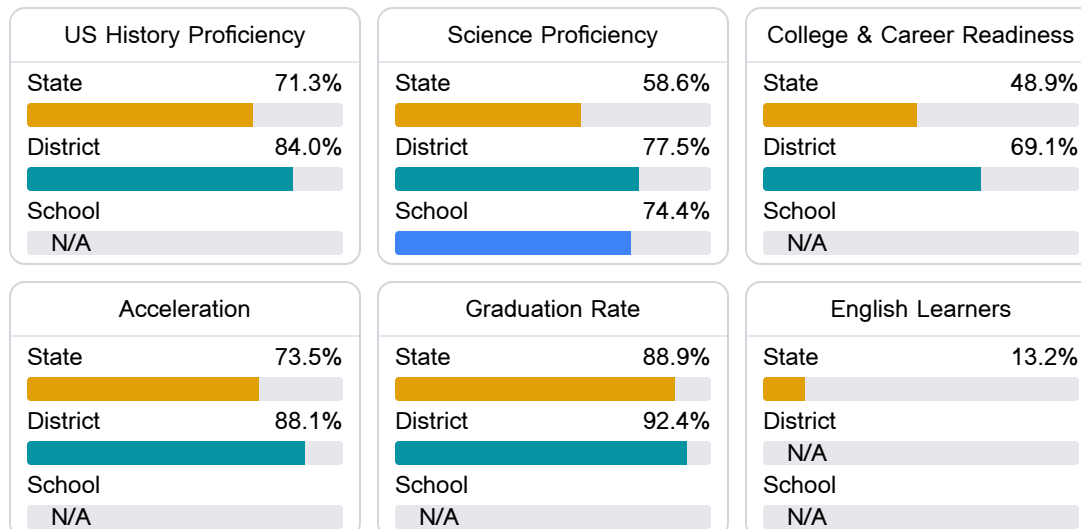 US History Proficiency
State 71.3%
District 84.0%
School
N/A
Science Proficiency
State 58.6%
District 77.5%
School 74.4%
College & Career Readiness
State 48.9%
District 69.1%
School
N/A
Acceleration
State 73.5%
District 88.1%
School
N/A
Graduation Rate
State 88.9%
District 92.4%
School
N/A
English Learners
State 13.2%
District
N/A
School
N/A